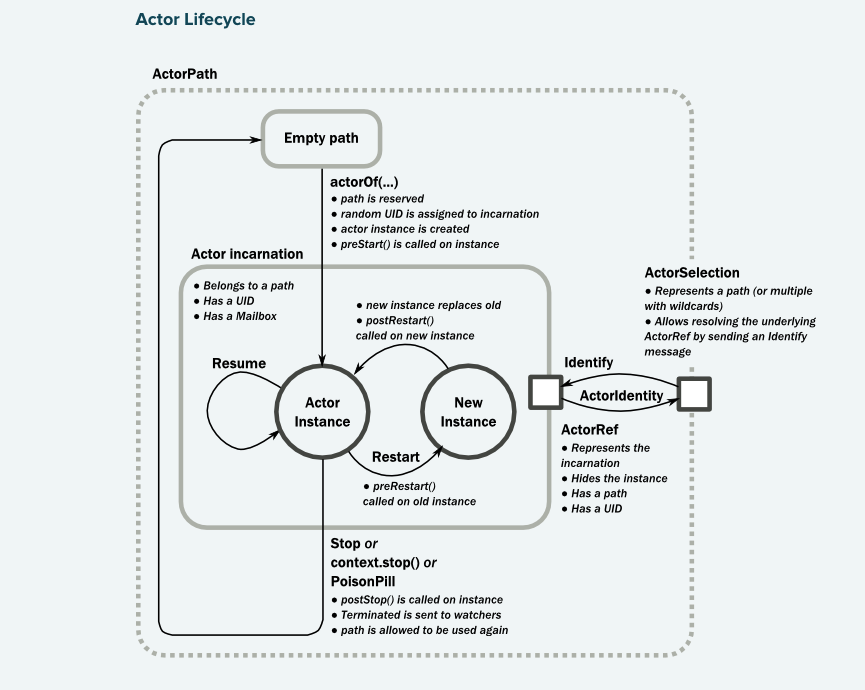 Actor Lifecycle
ActorPath
Empty path
actorOf(...)
● path is reserved
● random UID is assigned to incarnation
● actor instance is created
● preStart() is called on instance
Actor incarnation
● Belongs to a path
● Has a UID
● Has a Mailbox
● new instance replaces old
● postRestart()
called on new instance
Resume
Actor
Instance
New
Instance
Restart
● preRestart()
called on old instance
ActorSelection
● Represents a path (or multiple
with wildcards)
● Allows resolving the underlying
ActorRef by sending an Identify
message
Identify
ActorIdentity
ActorRef
● Represents the
incarnation
● Hides the instance
● Has a path
● Has a UID
Stop or
context.stop() or
PoisonPill
● postStop() is called on instance
● Terminated is sent to watchers
● path is allowed to be used again